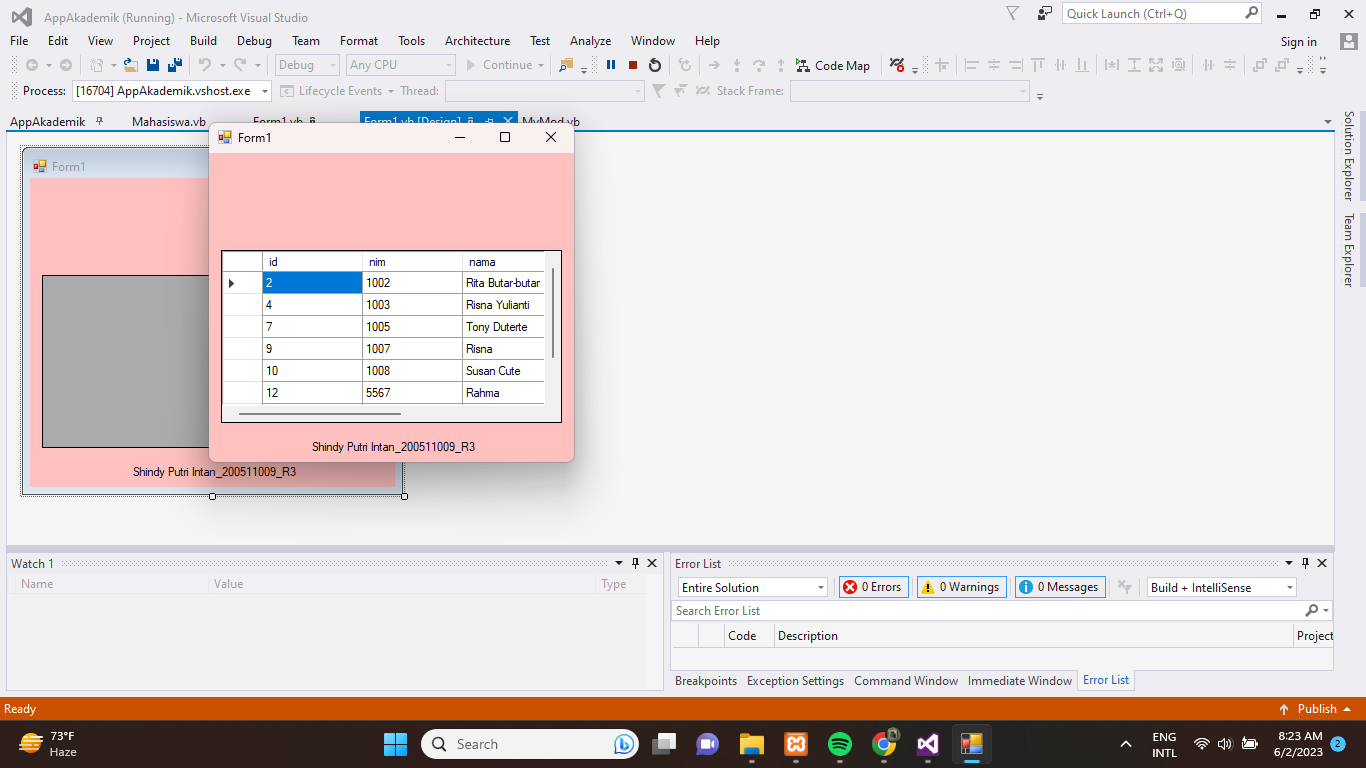 AppAkademik (Running) - Microsoft Visual Studio
Quick Launch (Ctrl+Q)
File Edit View Project Build Debug Team Format Tools Architecture Test Analyze Window Help
Sign in
Debug Any CPU Continue Code Map
Process: [16704] AppAkademik.vshost.exe Lifecycle Events Thread: Stack Frame:
AppAkademik Mahasiswa.vb Form1.vb Form1.vb [Design] MyMod.vb
Solution Explorer
Team Explorer
Form1
Form1
id nim nama
2 1002 Rita Butar-butar
4 1003 Risna Yulianti
7 1005 Tony Duterte
9 1007 Risna
10 1008 Susan Cute
12 5567 Rahma
Shindy Putri Intan_200511009_R3
Shindy Putri Intan_200511009_R3
Watch 1
Name Value Type
Error List
Entire Solution 0 Errors 0 Warnings 0 Messages Build + IntelliSense
Search Error List
Code Description Project
Breakpoints Exception Settings Command Window Immediate Window Error List
Ready Publish
73°F
Haze
Search
ENG
INTL
8:23 AM
6/2/2023
2